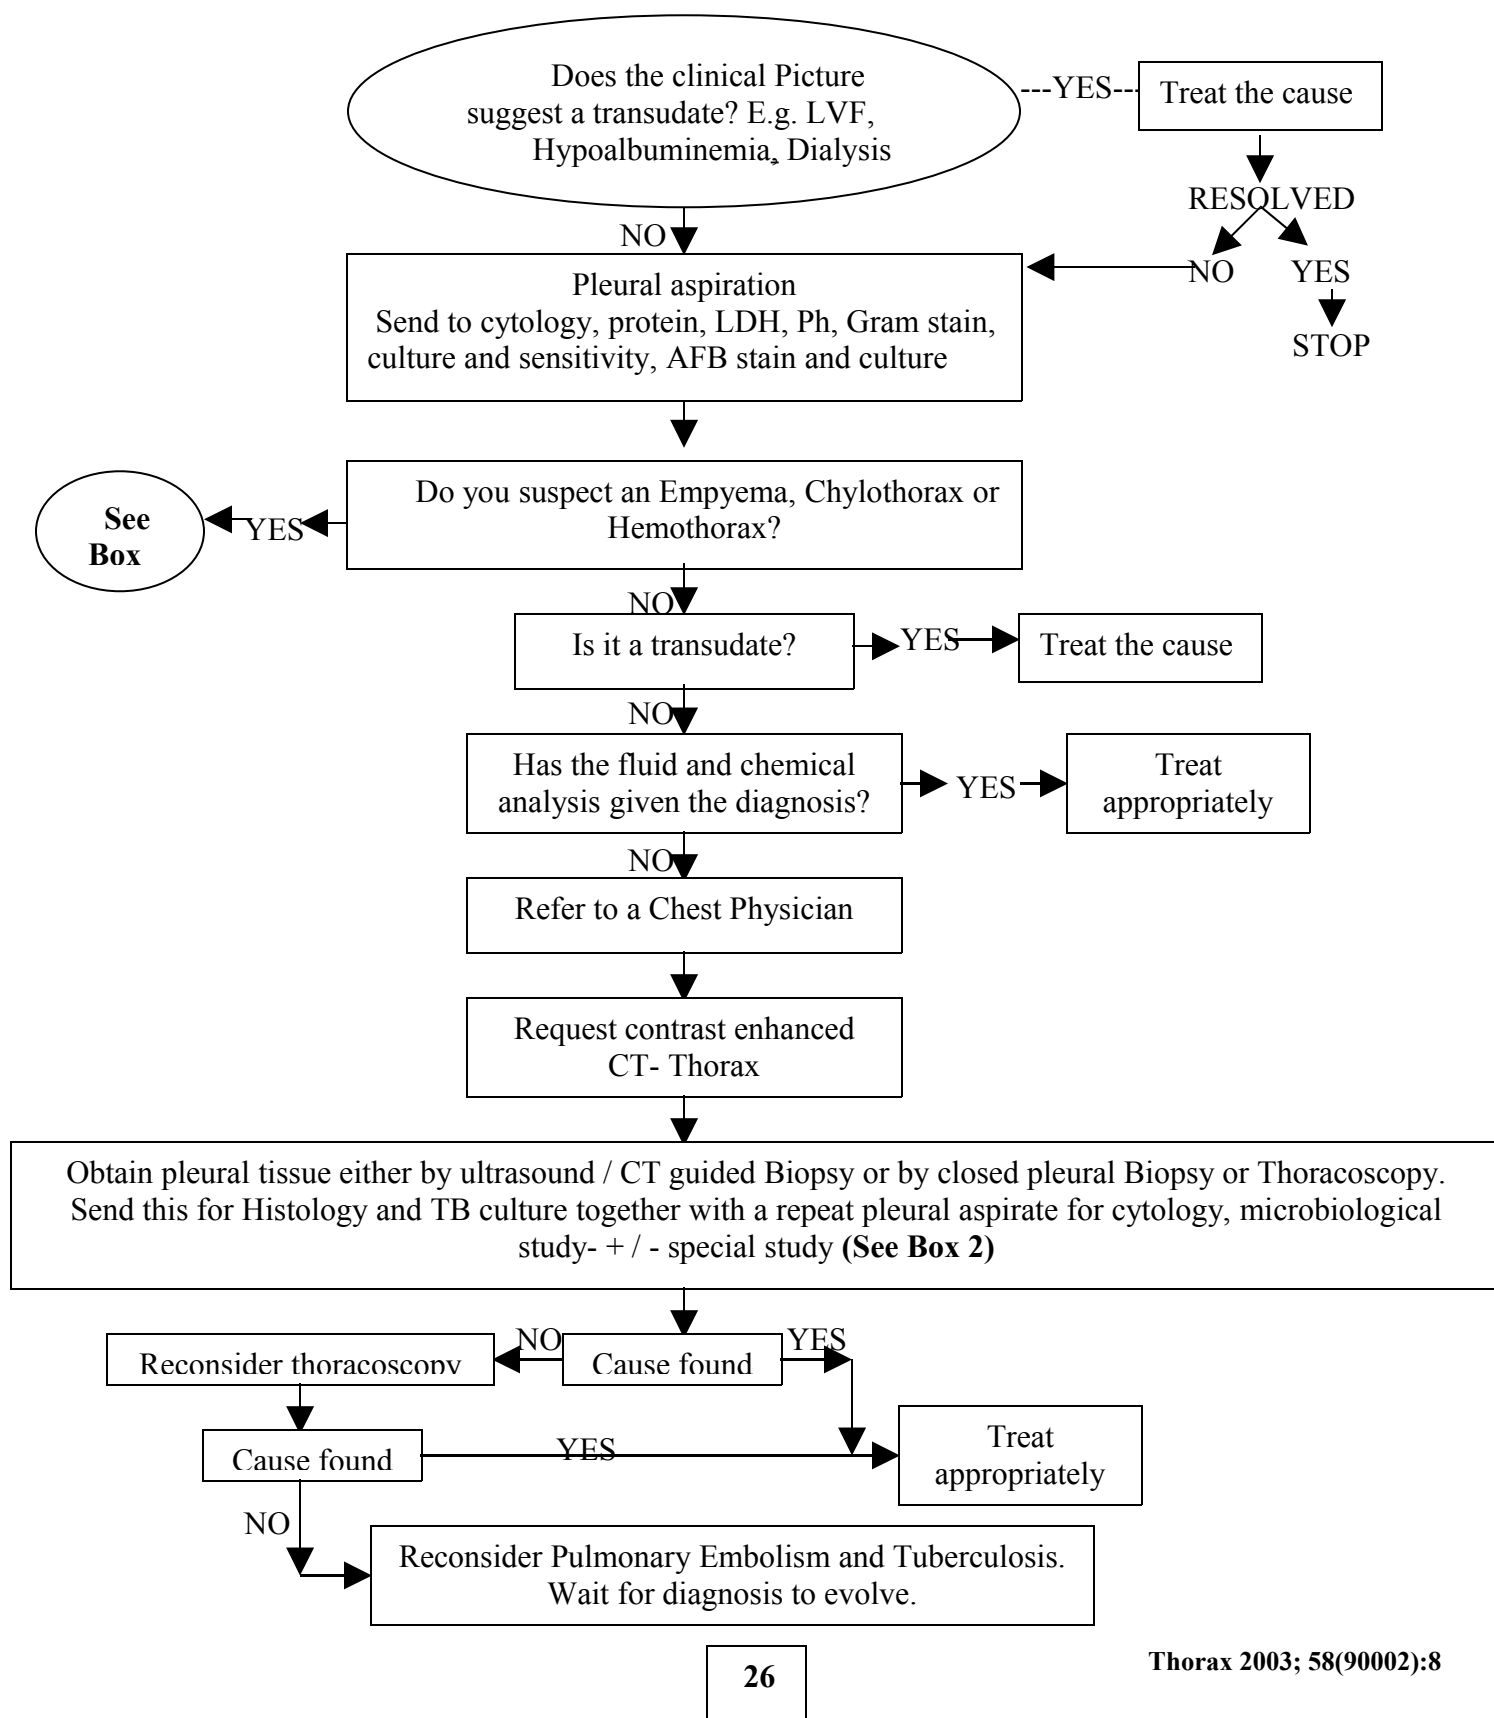 Does the clinical Picture
suggest a transudate? E.g. LVF,
Hypoalbuminemia, Dialysis
---YES---
Treat the cause
RESOLVED
NO
YES
STOP
NO
Pleural aspiration
Send to cytology, protein, LDH, Ph, Gram stain,
culture and sensitivity, AFB stain and culture
Do you suspect an Empyema, Chylothorax or
Hemothorax?
YES
See
Box
NO
Is it a transudate?
YES
Treat the cause
NO
Has the fluid and chemical
analysis given the diagnosis?
YES
Treat
appropriately
NO
Refer to a Chest Physician
Request contrast enhanced
CT- Thorax
Obtain pleural tissue either by ultrasound / CT guided Biopsy or by closed pleural Biopsy or Thoracoscopy.
Send this for Histology and TB culture together with a repeat pleural aspirate for cytology, microbiological
study- + / - special study (See Box 2)
Reconsider thoracoscopy
NO
Cause found
YES
Cause found
YES
Treat
appropriately
NO
Reconsider Pulmonary Embolism and Tuberculosis.
Wait for diagnosis to evolve.
26
Thorax 2003; 58(90002):8